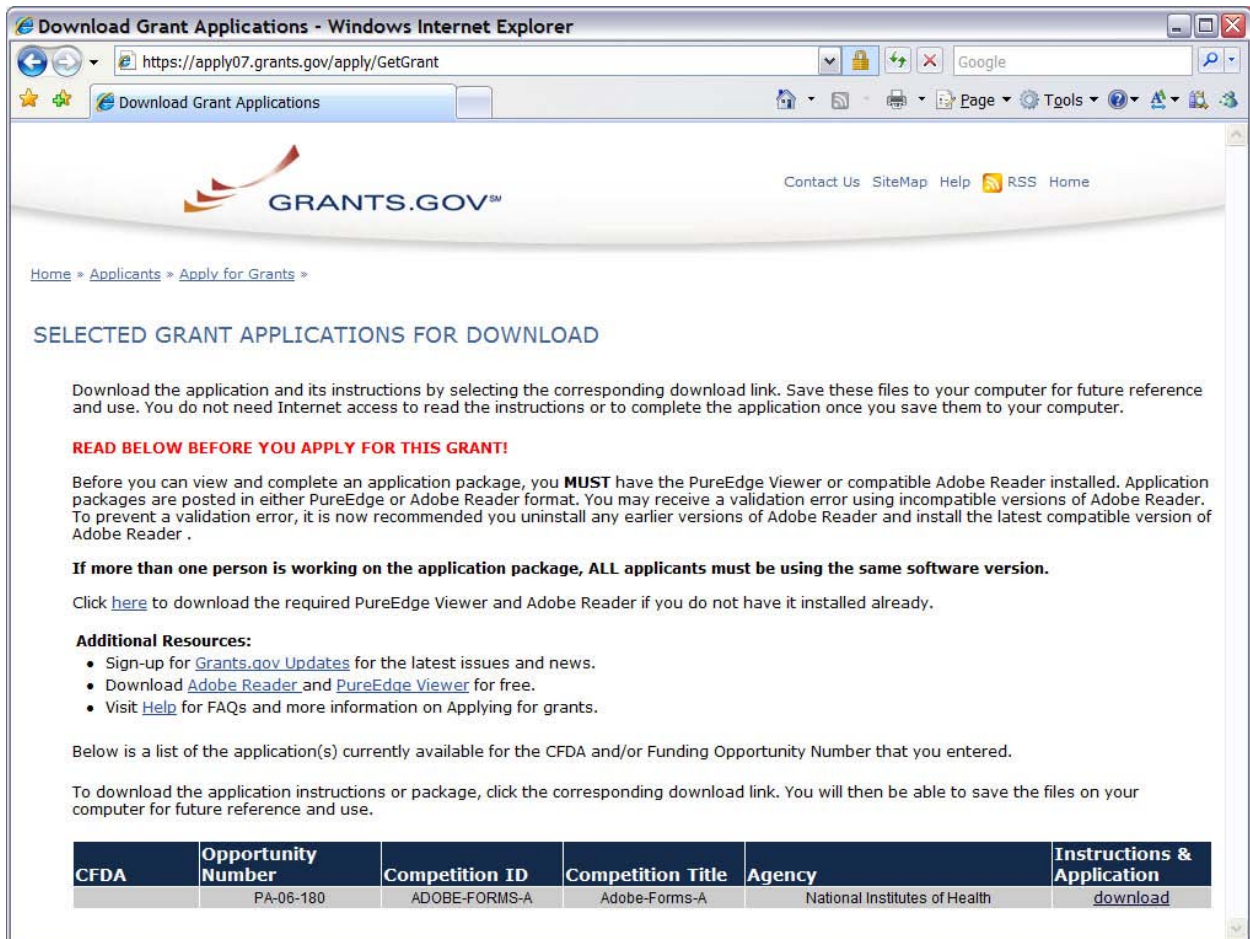 Download Grant Applications - Windows Internet Explorer
https://apply07.grants.gov/apply/GetGrant
Google
Download Grant Applications
Page
Tools
GRANTS.GOV℠
Contact Us SiteMap Help RSS Home
Home » Applicants » Apply for Grants »
SELECTED GRANT APPLICATIONS FOR DOWNLOAD
Download the application and its instructions by selecting the corresponding download link. Save these files to your computer for future reference
and use. You do not need Internet access to read the instructions or to complete the application once you save them to your computer.
READ BELOW BEFORE YOU APPLY FOR THIS GRANT!
Before you can view and complete an application package, you MUST have the PureEdge Viewer or compatible Adobe Reader installed. Application
packages are posted in either PureEdge or Adobe Reader format. You may receive a validation error using incompatible versions of Adobe Reader.
To prevent a validation error, it is now recommended you uninstall any earlier versions of Adobe Reader and install the latest compatible version of
Adobe Reader .
If more than one person is working on the application package, ALL applicants must be using the same software version.
Click here to download the required PureEdge Viewer and Adobe Reader if you do not have it installed already.
Additional Resources:
• Sign-up for Grants.gov Updates for the latest issues and news.
• Download Adobe Reader and PureEdge Viewer for free.
• Visit Help for FAQs and more information on Applying for grants.
Below is a list of the application(s) currently available for the CFDA and/or Funding Opportunity Number that you entered.
To download the application instructions or package, click the corresponding download link. You will then be able to save the files on your
computer for future reference and use.
CFDA Opportunity Number Competition ID Competition Title Agency Instructions & Application
PA-06-180 ADOBE-FORMS-A Adobe-Forms-A National Institutes of Health download